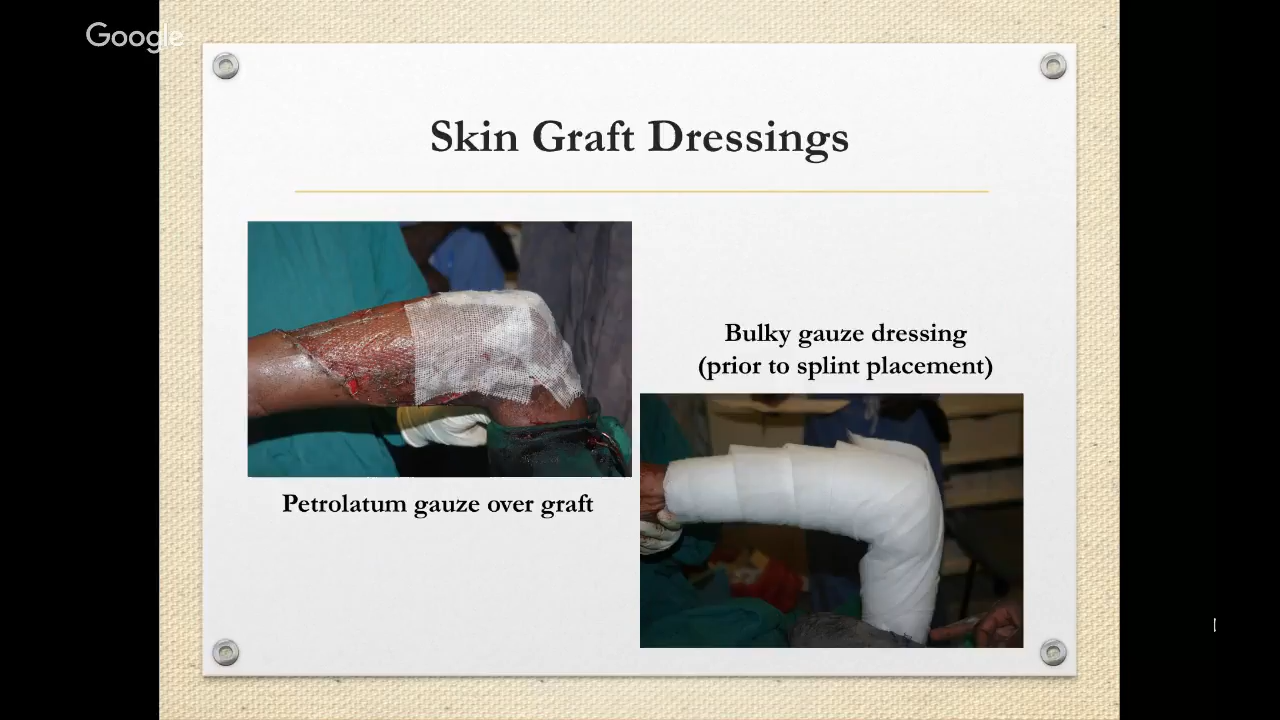 Google
Skin Graft Dressings
Bulky gauze dressing
(prior to splint placement)
Petrolatum gauze over graft